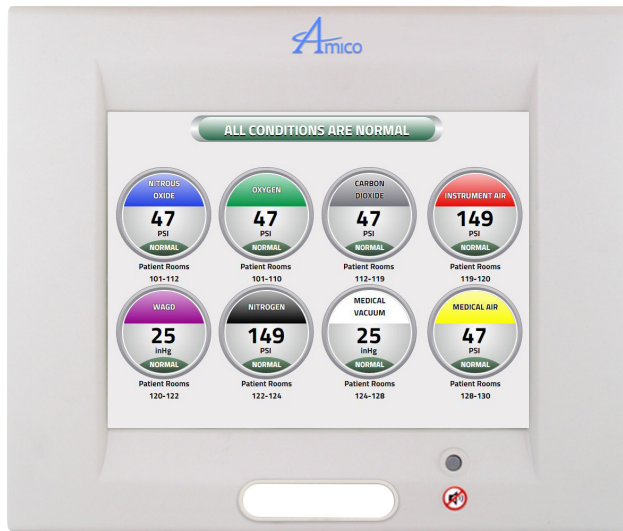 Amico
ALL CONDITIONS ARE NORMAL
NITROUS
OXIDE
47
PSI
NORMAL
Patient Rooms
101-112
OXYGEN
47
PSI
NORMAL
Patient Rooms
101-110
CARBON
DIOXIDE
47
PSI
NORMAL
Patient Rooms
112-119
INSTRUMENT AIR
149
PSI
NORMAL
Patient Rooms
119-120
WAGD
25
inHg
NORMAL
Patient Rooms
120-122
NITROGEN
149
PSI
NORMAL
Patient Rooms
122-124
MEDICAL
VACUUM
25
inHg
NORMAL
Patient Rooms
124-128
MEDICAL AIR
47
PSI
NORMAL
Patient Rooms
128-130